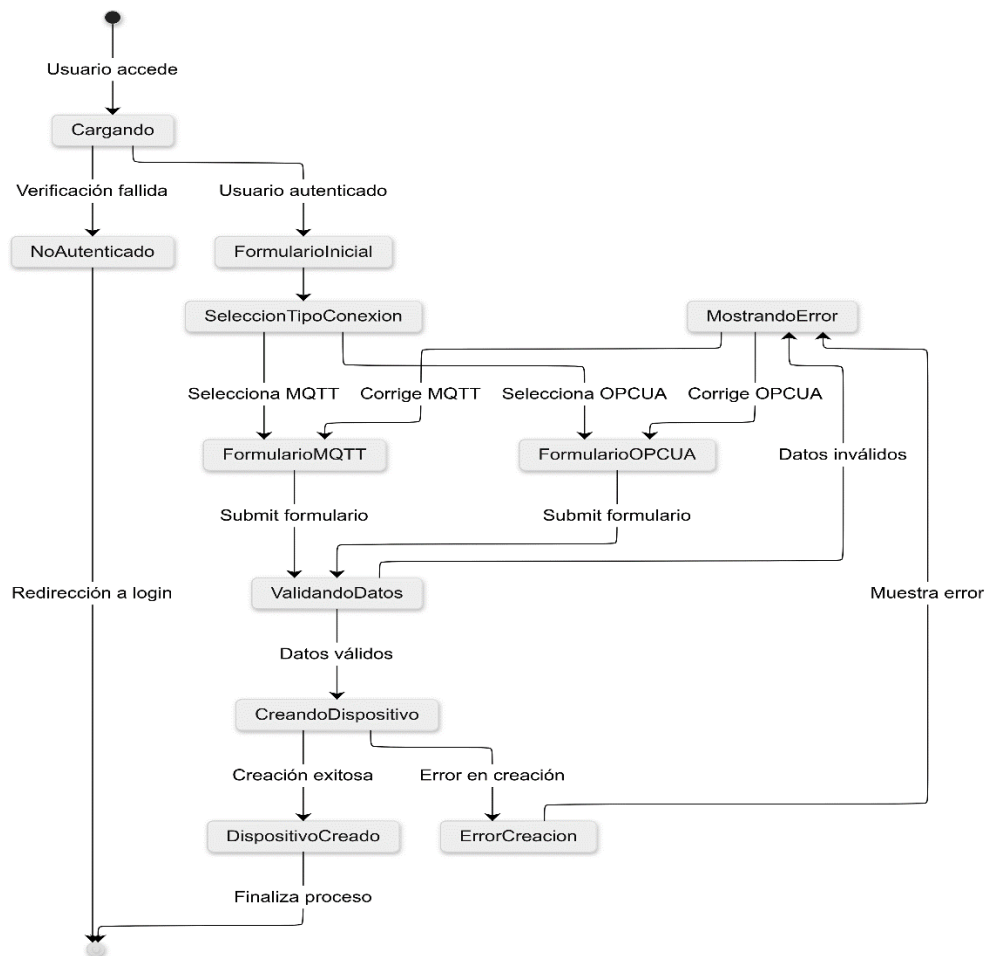 Usuario accede
Cargando
Verificación fallida
Usuario autenticado
NoAutenticado
FormularioInicial
SeleccionTipoConexion
MostrandoError
Selecciona MQTT
Corrige MQTT
Selecciona OPCUA
Corrige OPCUA
FormularioMQTT
FormularioOPCUA
Datos inválidos
Submit formulario
Submit formulario
Redirección a login
ValidandoDatos
Muestra error
Datos válidos
CreandoDispositivo
Creación exitosa
Error en creación
DispositivoCreado
ErrorCreacion
Finaliza proceso